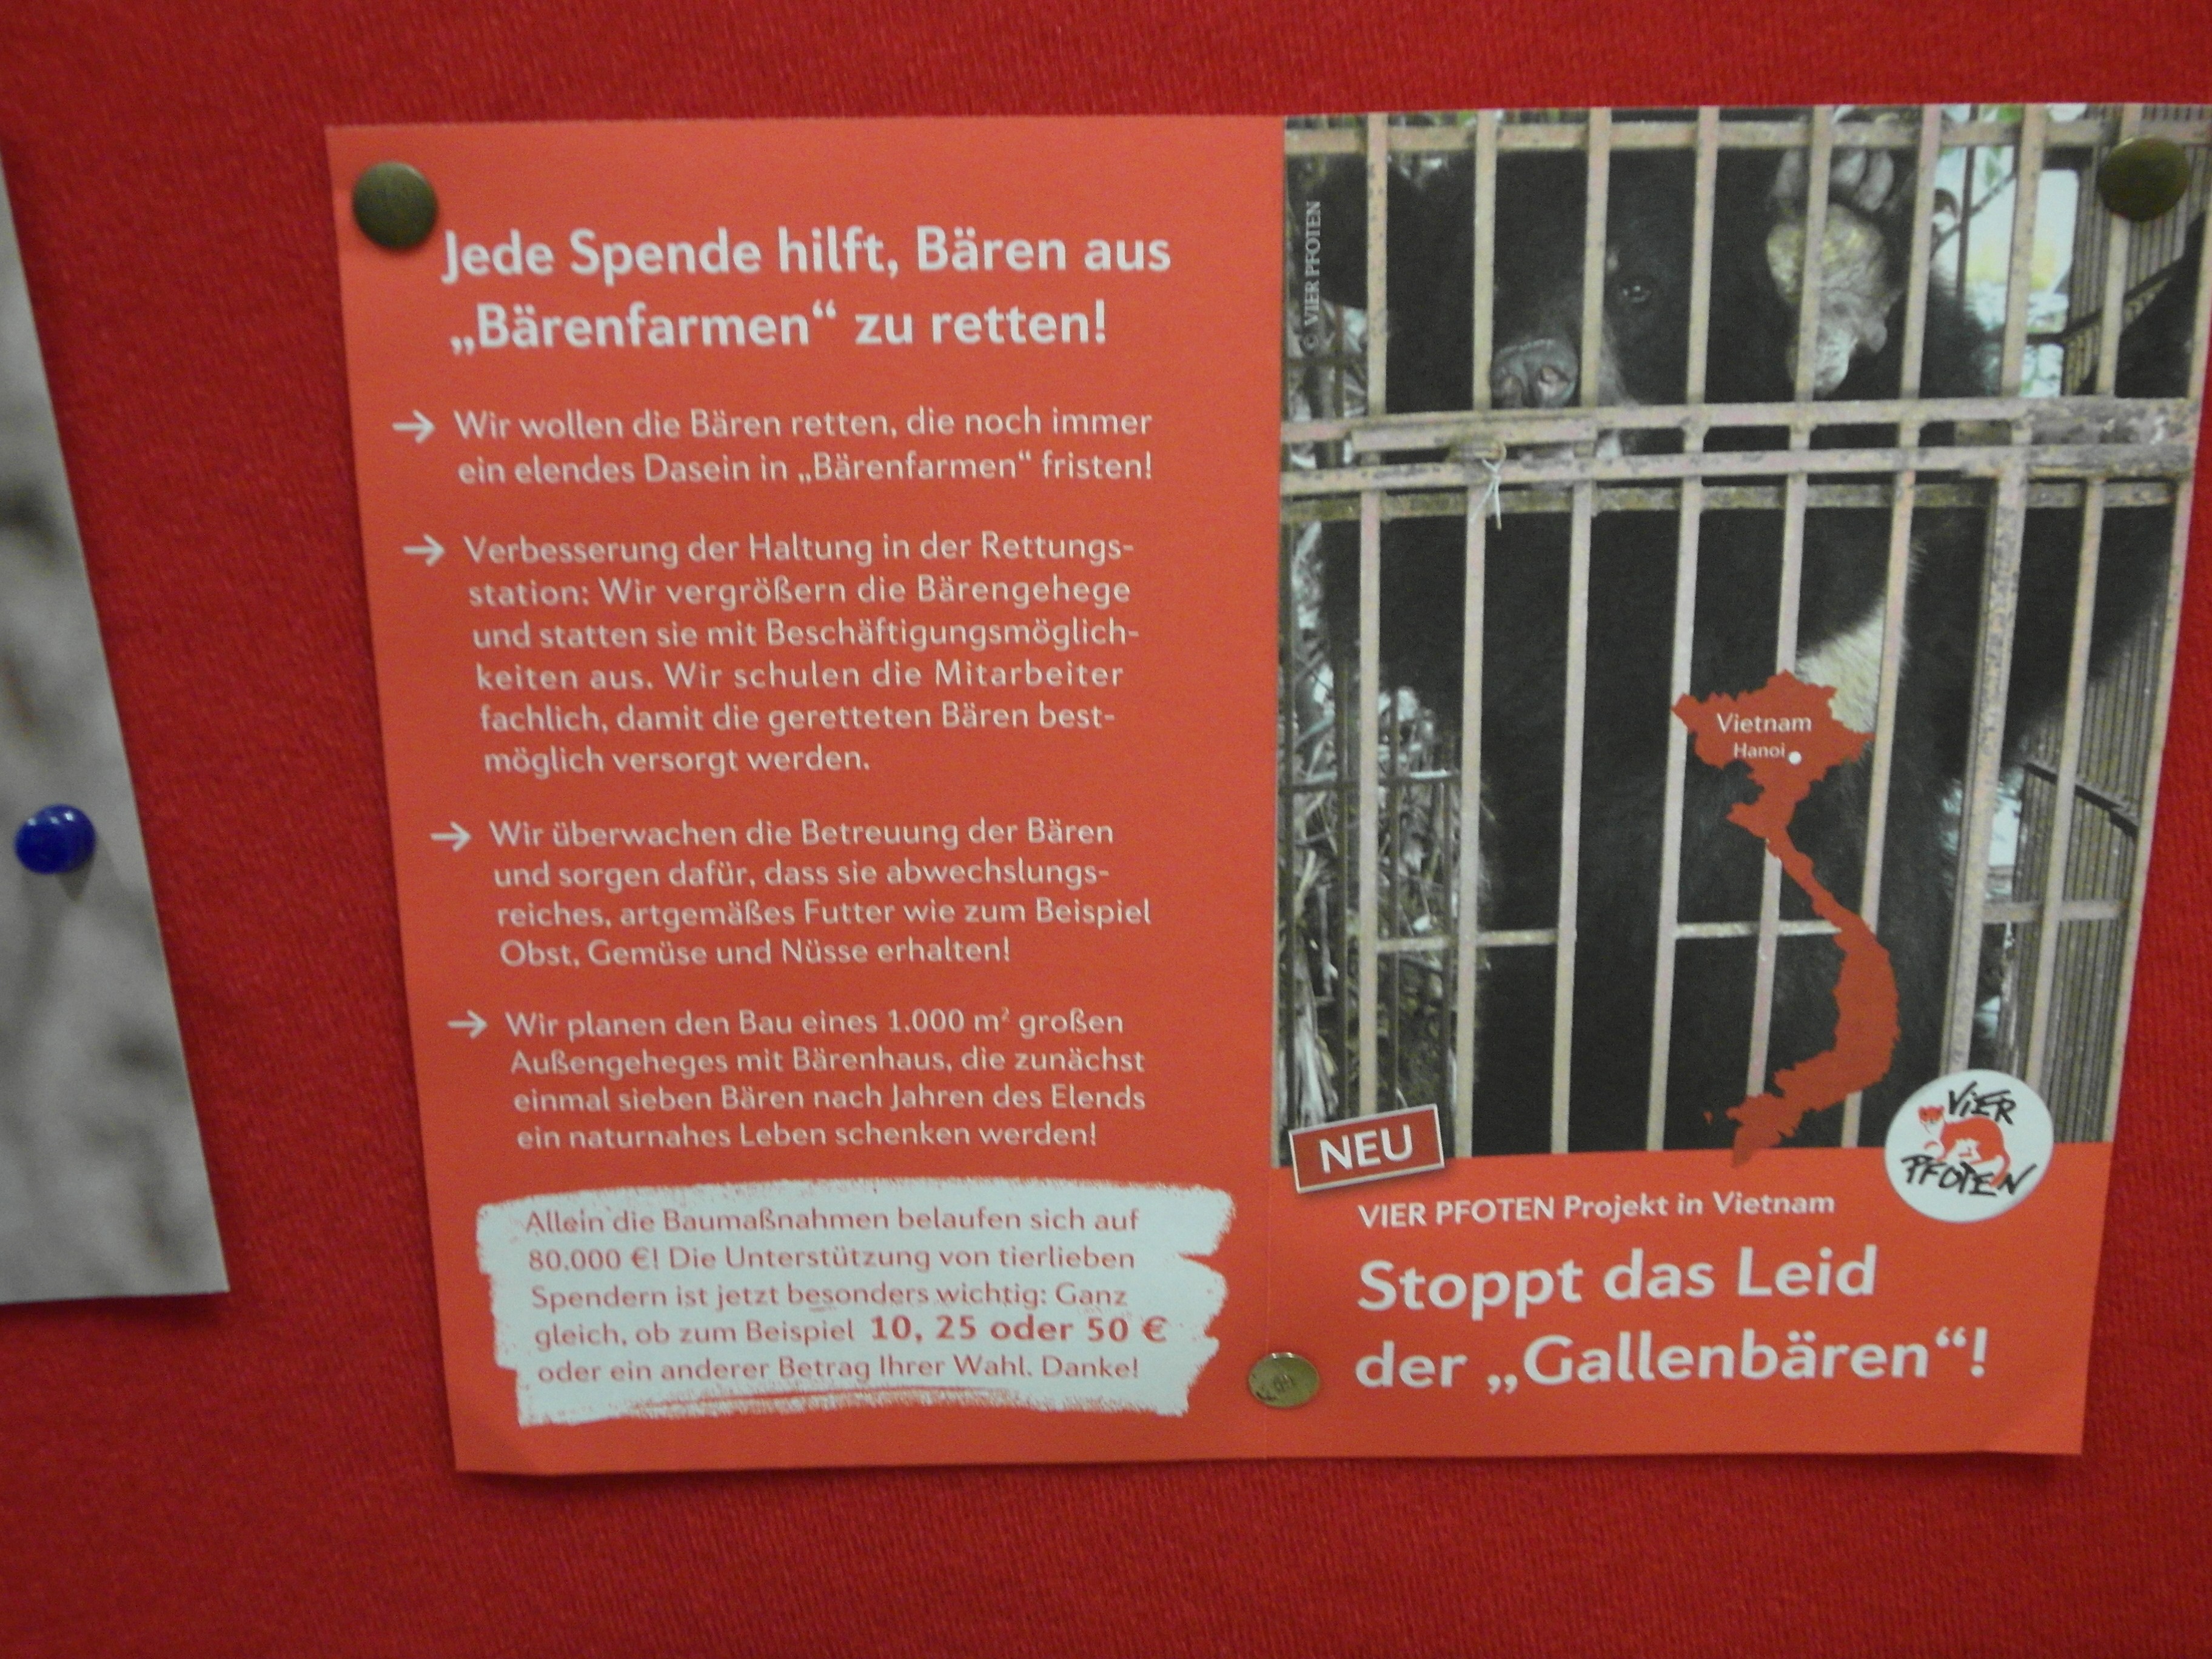 Jede Spende hilft, Bären aus
„Bärenfarmen“ zu retten!
→ Wir wollen die Bären retten, die noch immer
ein elendes Dasein in „Bärenfarmen“ fristen!
→ Verbesserung der Haltung in der Rettungs-
station: Wir vergrößern die Bärengehege
und statten sie mit Beschäftigungsmöglich-
keiten aus. Wir schulen die Mitarbeiter
fachlich, damit die geretteten Bären best-
möglich versorgt werden.
→ Wir überwachen die Betreuung der Bären
und sorgen dafür, dass sie abwechslungs-
reiches, artgemäßes Futter wie zum Beispiel
Obst, Gemüse und Nüsse erhalten!
→ Wir planen den Bau eines 1.000 m² großen
Außengeheges mit Bärenhaus, die zunächst
einmal sieben Bären nach Jahren des Elends
ein naturnahes Leben schenken werden!
Allein die Baumaßnahmen belaufen sich auf
80.000 €! Die Unterstützung von tierlieben
Spendern ist jetzt besonders wichtig: Ganz
gleich, ob zum Beispiel 10, 25 oder 50 €
oder ein anderer Betrag Ihrer Wahl. Danke!
© VIER PFOTEN
Vietnam
Hanoi
NEU
VIER
PFOTEN
VIER PFOTEN Projekt in Vietnam
Stoppt das Leid
der „Gallenbären“!